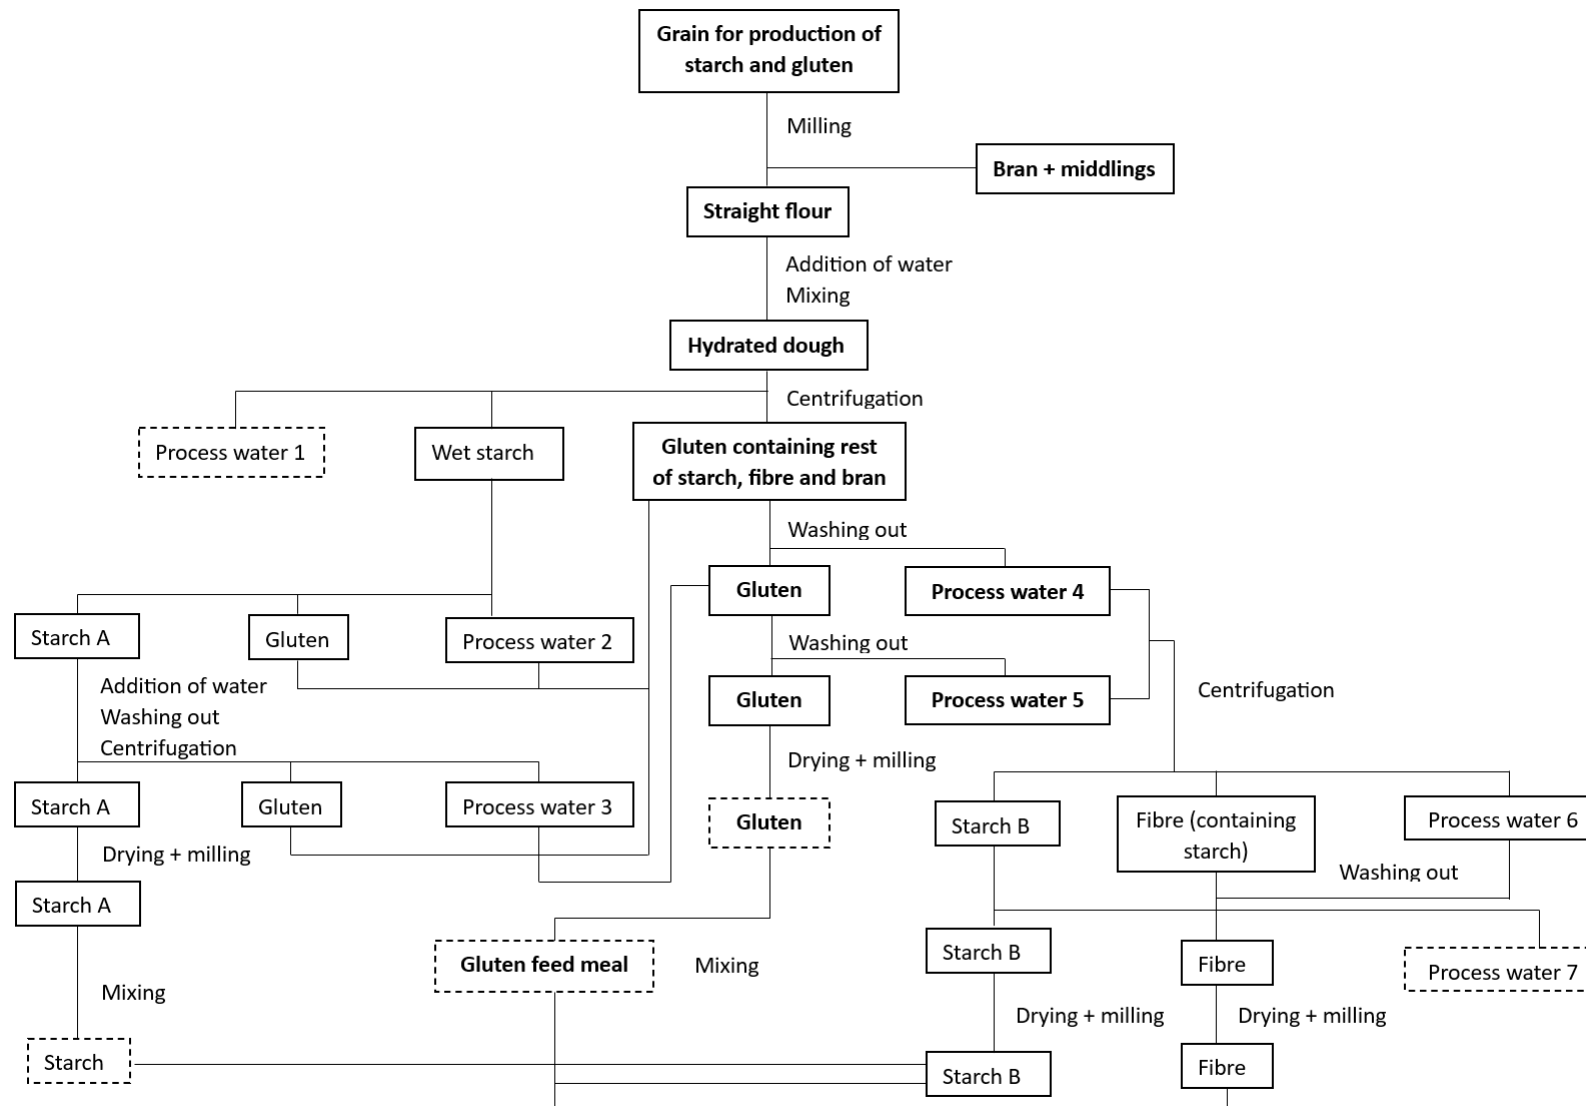 Grain for production of
starch and gluten
Milling
Bran + middlings
Straight flour
Addition of water
Mixing
Hydrated dough
Centrifugation
Process water 1
Wet starch
Gluten containing rest
of starch, fibre and bran
Washing out
Gluten
Process water 4
Starch A
Gluten
Process water 2
Washing out
Addition of water
Washing out
Centrifugation
Gluten
Process water 5
Centrifugation
Drying + milling
Starch A
Gluten
Process water 3
Gluten
Starch B
Fibre (containing
starch)
Process water 6
Drying + milling
Washing out
Starch A
Gluten feed meal
Mixing
Starch B
Fibre
Process water 7
Mixing
Drying + milling
Drying + milling
Starch
Starch B
Fibre